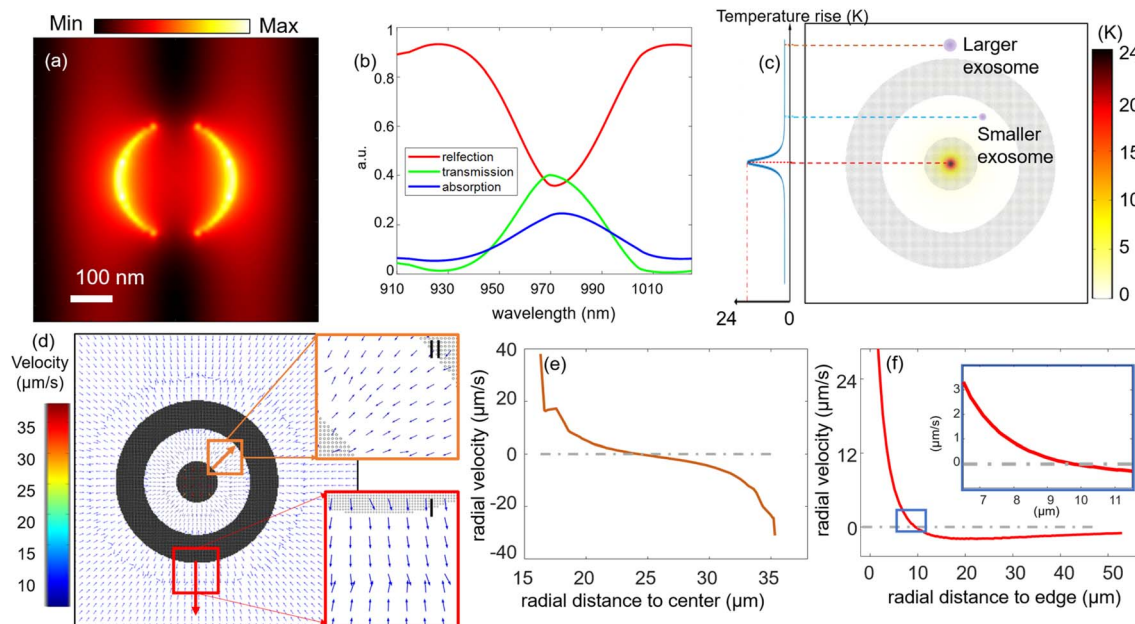 Min Max
(a)
100 nm
(b)
1
0.8
0.6
a.u.
0.4
0.2
0
relfection
transmission
absorption
910 930 950 970 990 1010
wavelength (nm)
Temperature rise (K)
0
(c)
24 0
Larger
exosome
Smaller
exosome
(K)
24
20
15
10
5
0
(d)
Velocity
(µm/s)
35
30
25
20
15
10
II
I
(e)
40
20
0
-20
-40
radial velocity (µm/s)
15 20 25 30 35
radial distance to center (µm)
(f)
24
12
0
radial velocity (µm/s)
0 10 20 30 40 50
radial distance to edge (µm)
3
2
1
0
(µm/s)
7 8 9 10 11
(µm)